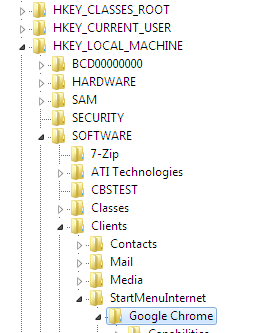 HKEY_CLASSES_ROOT
HKEY_CURRENT_USER
HKEY_LOCAL_MACHINE
BCD00000000
HARDWARE
SAM
SECURITY
SOFTWARE
7-Zip
ATI Technologies
CBSTEST
Classes
Clients
Contacts
Mail
Media
StartMenuInternet
Google Chrome
Capabilities